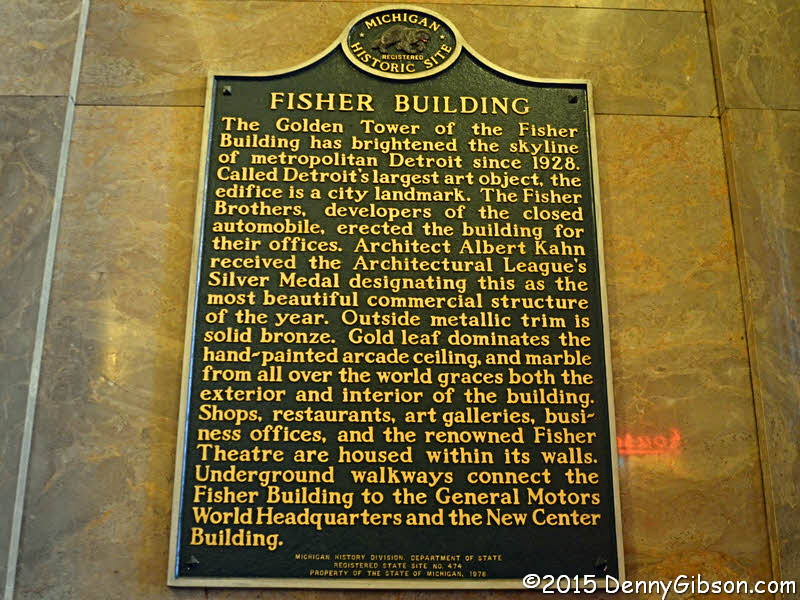 MICHIGAN
REGISTERED
HISTORIC SITE
FISHER BUILDING
The Golden Tower of the Fisher
Building has brightened the skyline
of metropolitan Detroit since 1928.
Called Detroit's largest art object, the
edifice is a city landmark. The Fisher
Brothers, developers of the closed
automobile, erected the building for
their offices. Architect Albert Kahn
received the Architectural League's
Silver Medal designating this as the
most beautiful commercial structure
of the year. Outside metallic trim is
solid bronze. Gold leaf dominates the
hand-painted arcade ceiling, and marble
from all over the world graces both the
exterior and interior of the building.
Shops, restaurants, art galleries, busi-
ness offices, and the renowned Fisher
Theatre are housed within its walls.
Underground walkways connect the
Fisher Building to the General Motors
World Headquarters and the New Center
Building.
MICHIGAN HISTORY DIVISION, DEPARTMENT OF STATE
REGISTERED STATE SITE NO. 474
PROPERTY OF THE STATE OF MICHIGAN, 1978
©2015 DennyGibson.com